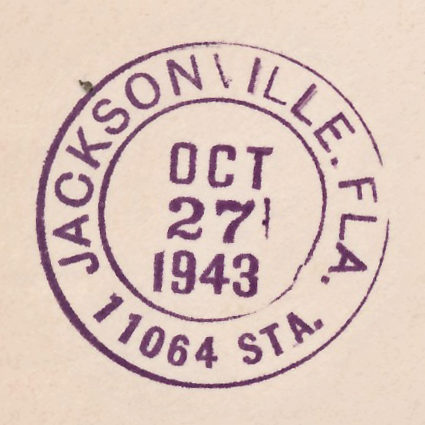 JACKSONVILLE, FLA.
OCT
27
1943
11064 STA.